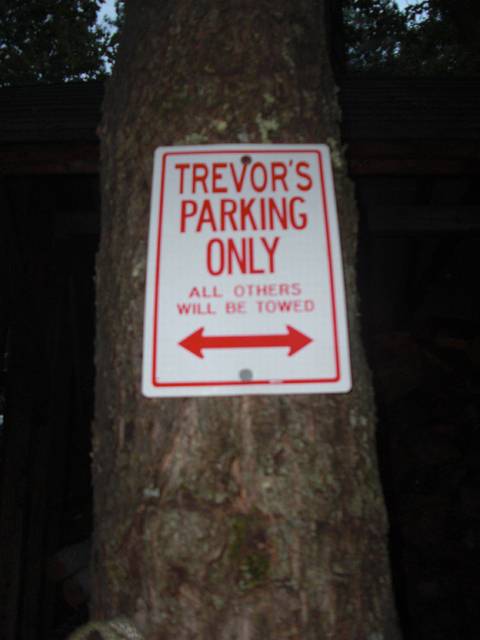 TREVOR'S
PARKING
ONLY
ALL OTHERS
WILL BE TOWED